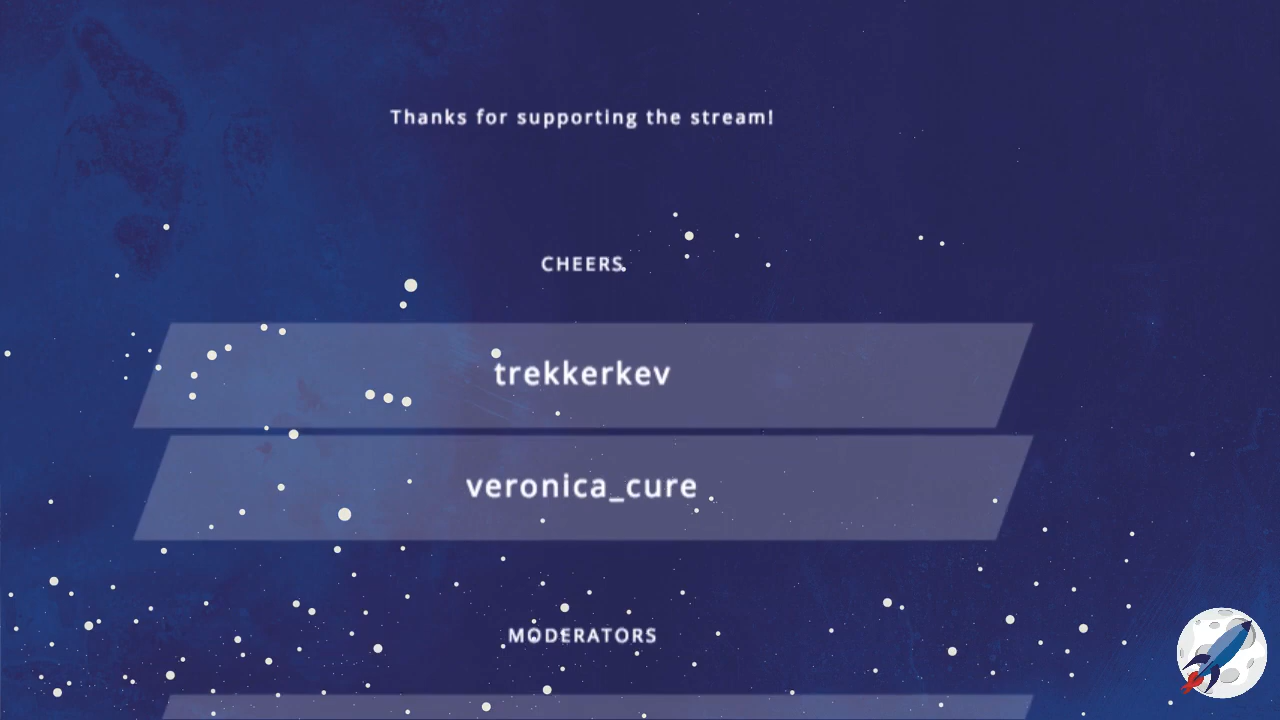 Thanks for supporting the stream!
CHEERS
trekkerkev
veronica_cure
MODERATORS